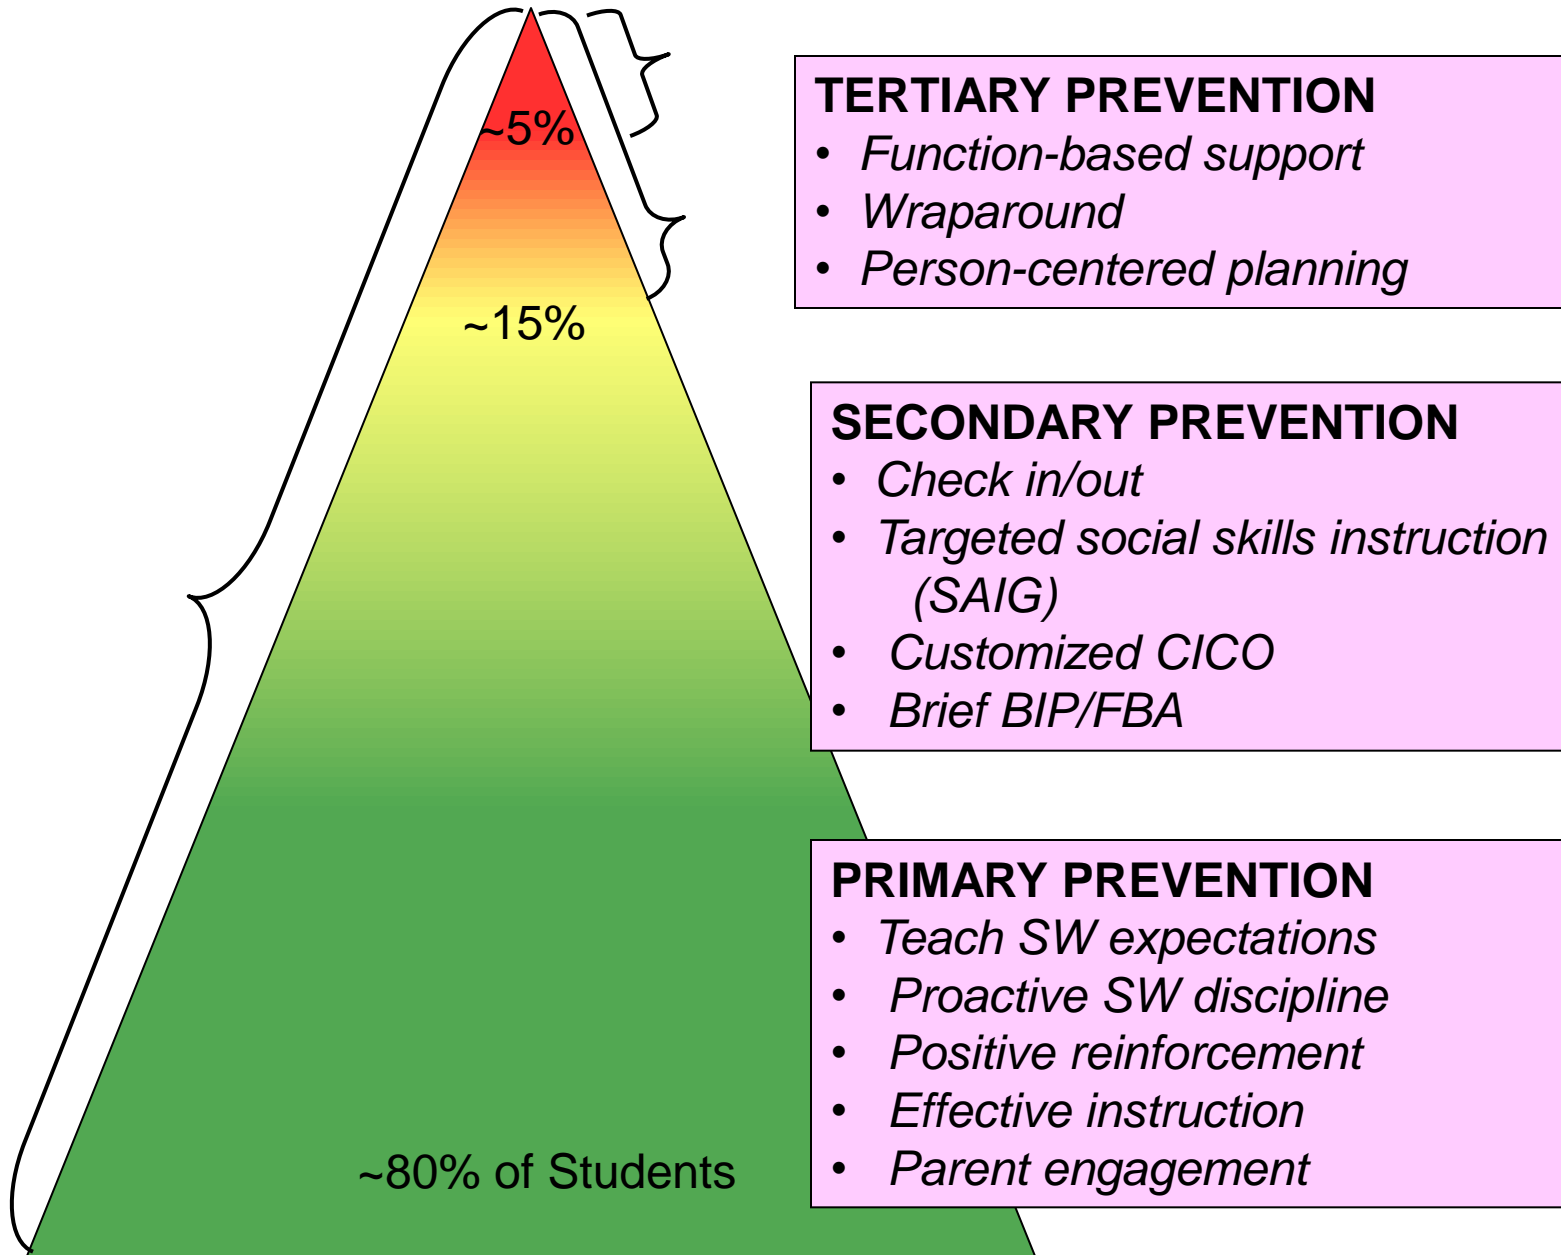 ~5%
~15%
~80% of Students
TERTIARY PREVENTION
• Function-based support
• Wraparound
• Person-centered planning
SECONDARY PREVENTION
• Check in/out
• Targeted social skills instruction
(SAIG)
• Customized CICO
• Brief BIP/FBA
PRIMARY PREVENTION
• Teach SW expectations
• Proactive SW discipline
• Positive reinforcement
• Effective instruction
• Parent engagement